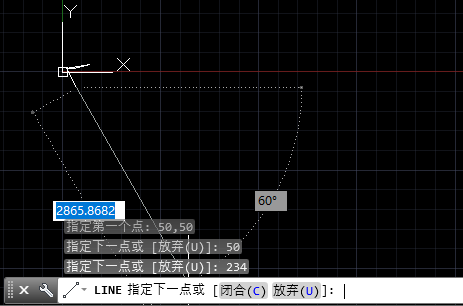 Y
X
60°
2865.8682
指定第一个点: 50,50
指定下一点或 [放弃(U)]: 50
指定下一点或 [放弃(U)]: 234
LINE 指定下一点或 [闭合(C) 放弃(U)]: